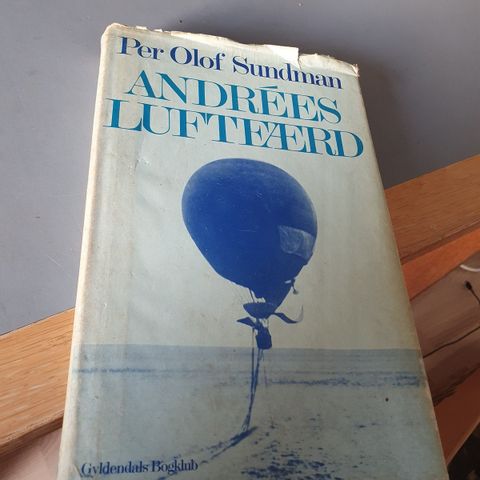 Per Olof Sundman
ANDRÉES
LUFTFÆRD
Gyldendals Bogklub